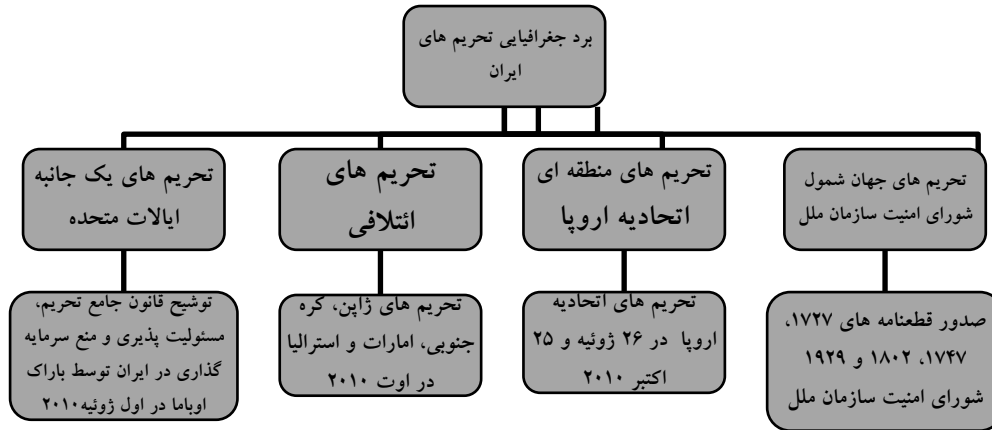 برد جغرافیایی تحریم های
ایران
تحریم های جهان شمول
شورای امنیت سازمان ملل
تحریم های منطقه ای
اتحادیه اروپا
تحریم های
ائتلافی
تحریم های یک جانبه
ایالات متحده
صدور قطعنامه های ۱۷۲۷،
۱۷۴۷، ۱۸۰۲ و ۱۹۲۹
شورای امنیت سازمان ملل
تحریم های اتحادیه
اروپا در ۲۶ ژوئیه و ۲۵
اکتبر ۲۰۱۰
تحریم های ژاپن، کره
جنوبی، امارات و استرالیا
در اوت ۲۰۱۰
توشیح قانون جامع تحریم،
مسئولیت پذیری و منع سرمایه
گذاری در ایران توسط باراک
اوباما در اول ژوئیه۲۰۱۰